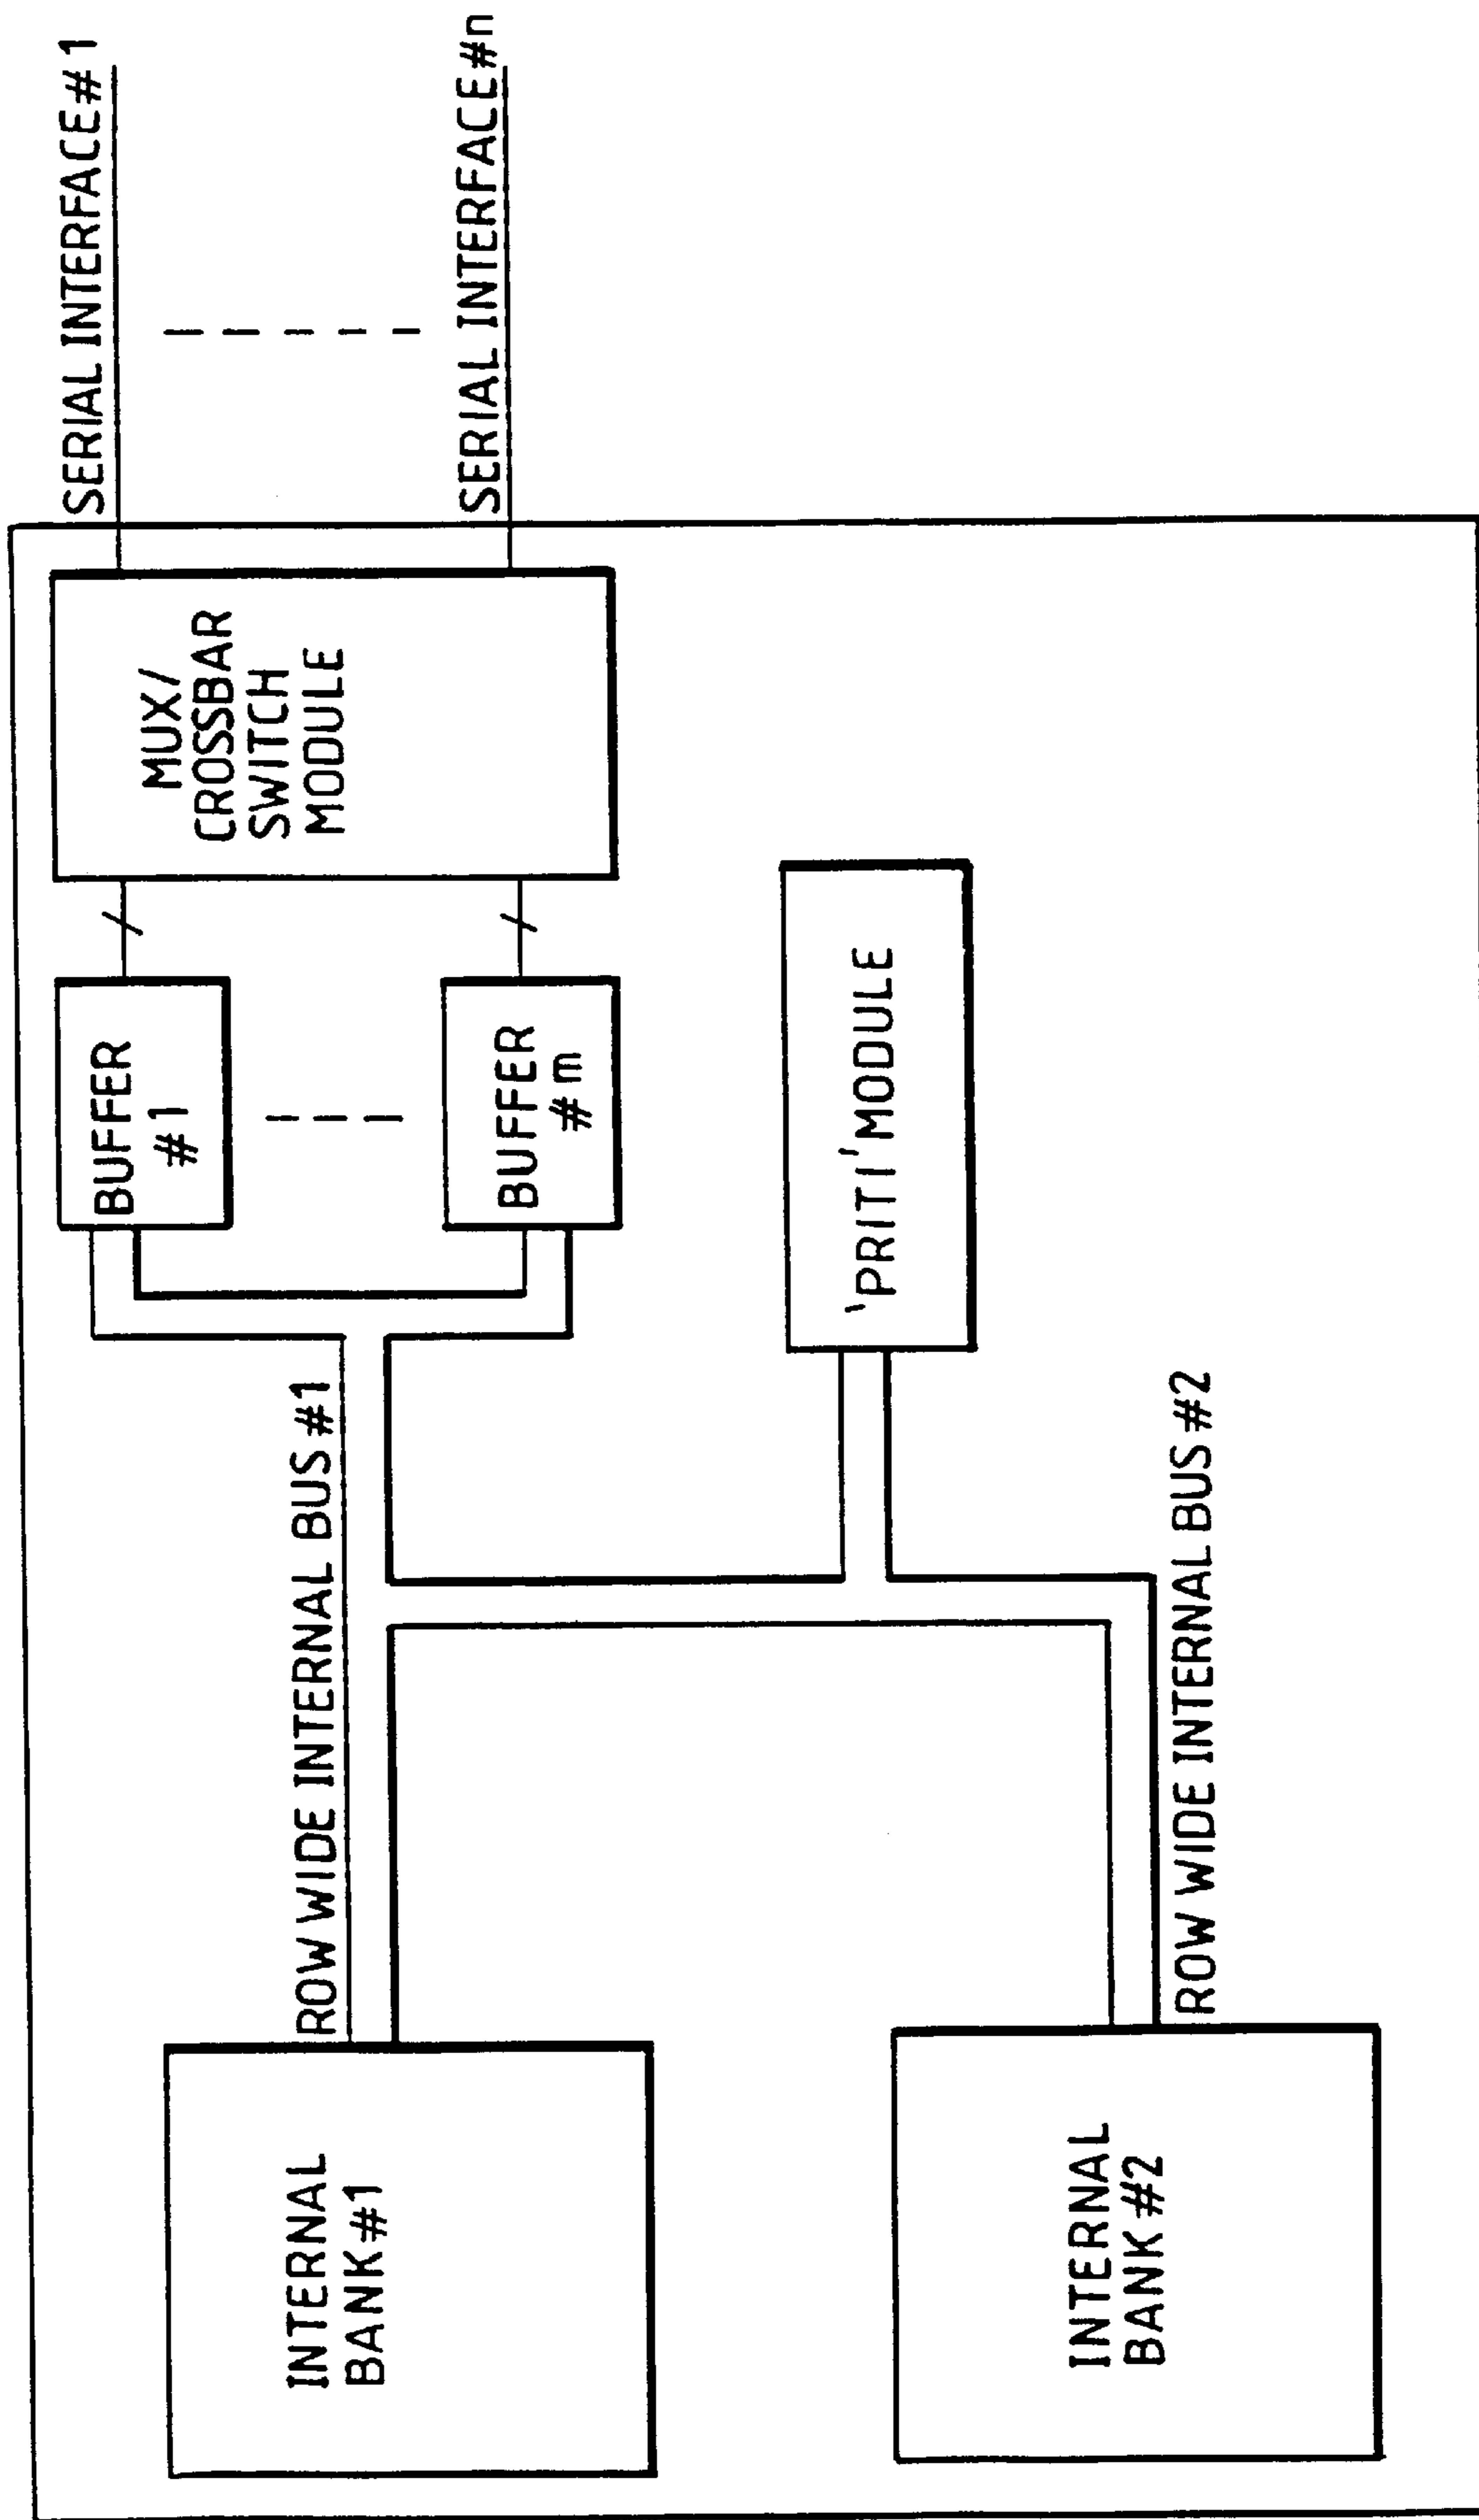 SERIAL INTERFACE #1
SERIAL INTERFACE #n
MUX/
CROSSBAR
SWITCH
MODULE
BUFFER
#1
BUFFER
#m
'PRITI' MODULE
ROW WIDE INTERNAL BUS #1
ROW WIDE INTERNAL BUS #2
INTERNAL
BANK #1
INTERNAL
BANK #2